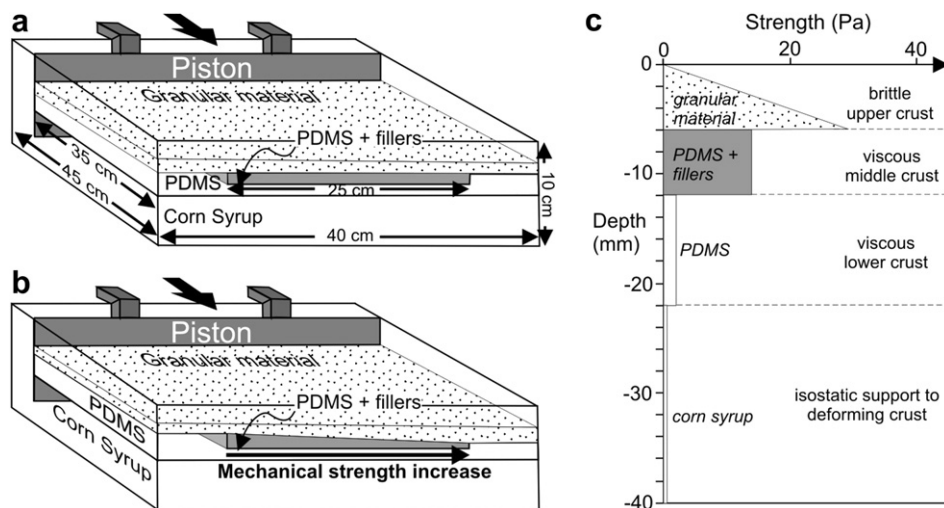 a
Piston
Granular material
PDMS + fillers
PDMS
25 cm
35 cm
45 cm
10 cm
Corn Syrup
40 cm
b
Piston
Granular material
PDMS + fillers
PDMS
Corn Syrup
Mechanical strength increase
c
Strength (Pa)
0
20
40
0
-10
-20
-30
-40
Depth
(mm)
granular
material
brittle
upper crust
PDMS +
fillers
viscous
middle crust
PDMS
viscous
lower crust
corn syrup
isostatic support to
deforming crust